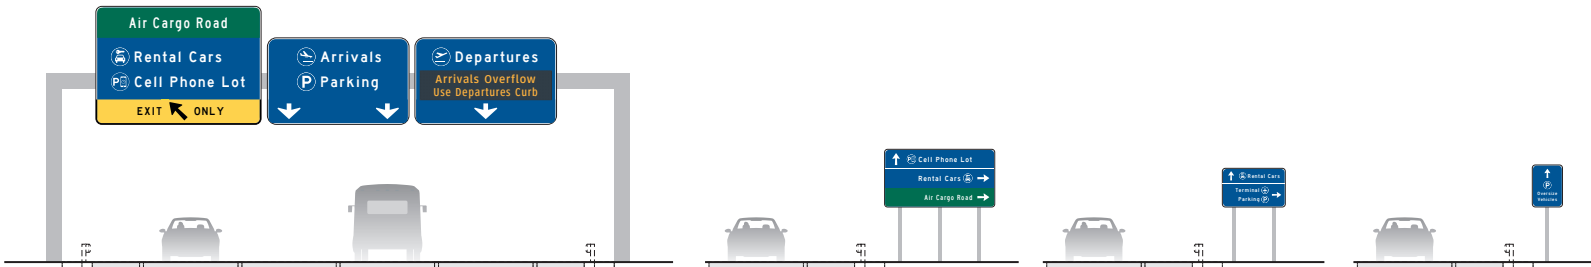 Air Cargo Road
Rental Cars
P Cell Phone Lot
EXIT ONLY
Arrivals
P Parking
Departures
Arrivals Overflow
Use Departures Curb
P Cell Phone Lot
Rental Cars
Air Cargo Road
Rental Cars
Terminal
Parking P
P
Oversize
Vehicles